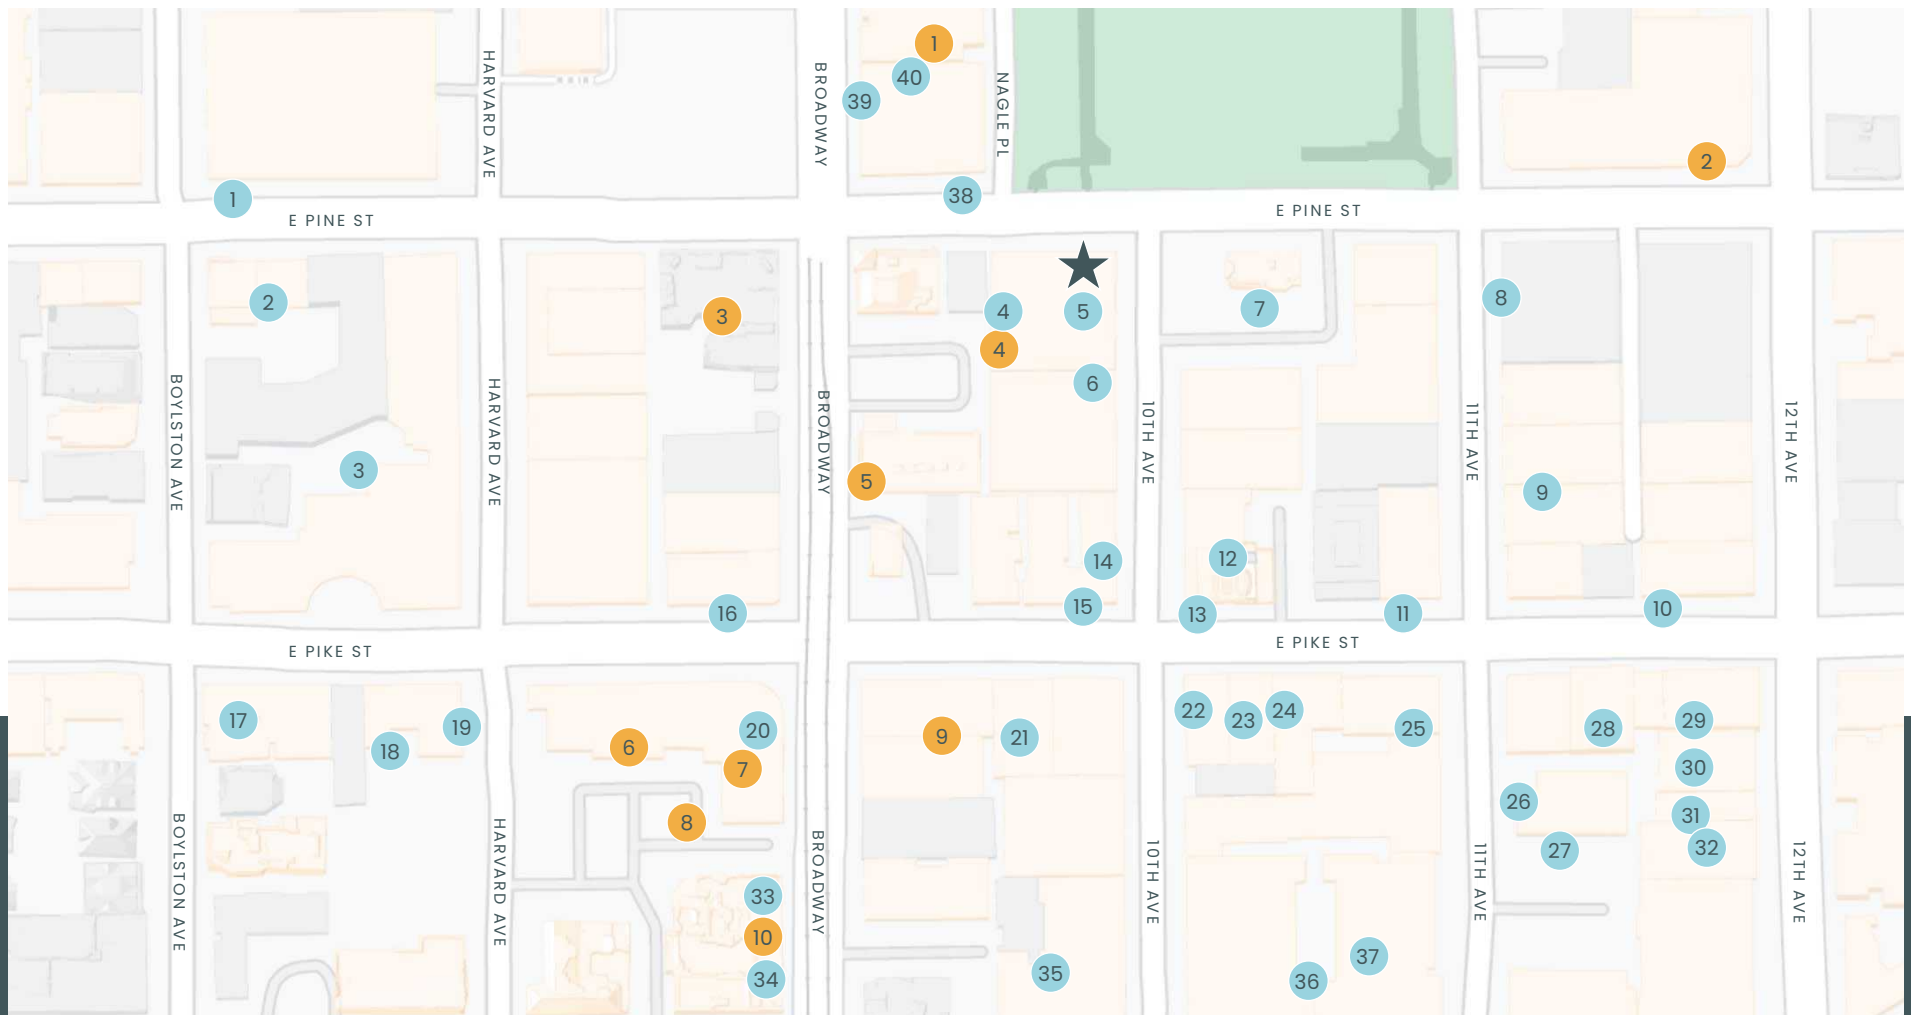 1
40
39
HARVARD AVE
BROADWAY
NAGLE PL
2
1
38
E PINE ST
E PINE ST
2
3
4
5
7
8
4
6
BOYLSTON AVE
HARVARD AVE
BROADWAY
10TH AVE
11TH AVE
12TH AVE
3
5
9
14
12
16
15
13
11
10
E PIKE ST
E PIKE ST
17
18
19
6
20
7
9
21
22
23
24
25
28
29
30
8
26
31
27
32
BOYLSTON AVE
HARVARD AVE
BROADWAY
10TH AVE
11TH AVE
12TH AVE
33
10
34
35
36
37